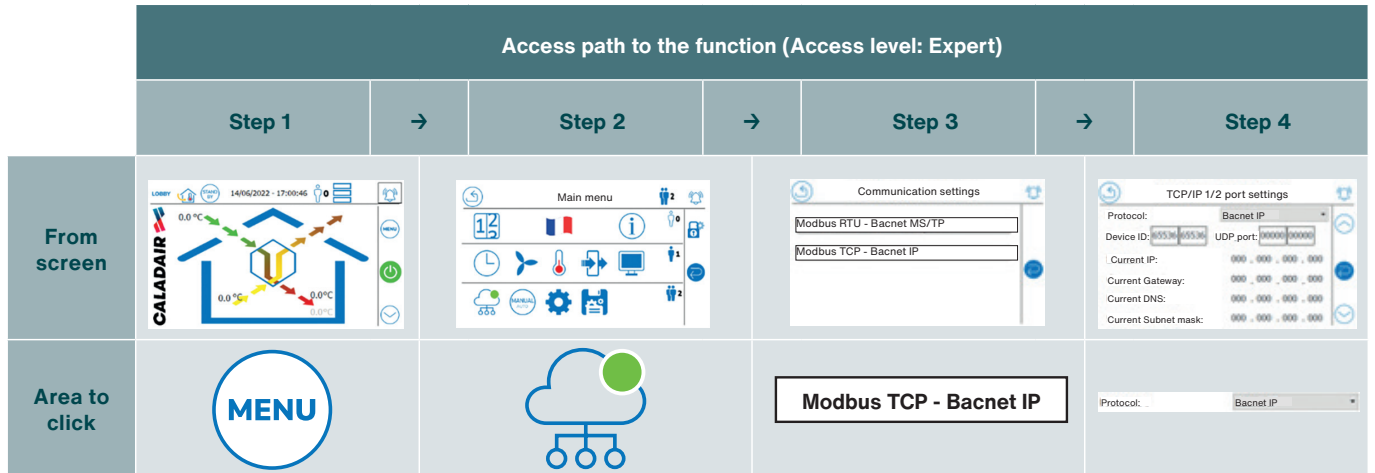 Access path to the function (Access level: Expert)
Step 1 → Step 2 → Step 3 → Step 4
From
screen
LOBBY STAND BY 14/06/2022 - 17:00:46 0
0.0 °C
MENU
CALADAIR
0.0 °C 0.0°C
0.0°C
Main menu 2
12 i 0
1
MANUAL AUTO 2
Communication settings
Modbus RTU - Bacnet MS/TP
Modbus TCP - Bacnet IP
TCP/IP 1/2 port settings
Protocol: Bacnet IP
Device ID: 65536 65536 UDP port: 00000 00000
Current IP: 000 . 000 . 000 . 000
Current Gateway: 000 . 000 . 000 . 000
Current DNS: 000 . 000 . 000 . 000
Current Subnet mask: 000 . 000 . 000 . 000
Area to
click
MENU
Modbus TCP - Bacnet IP
Protocol: Bacnet IP